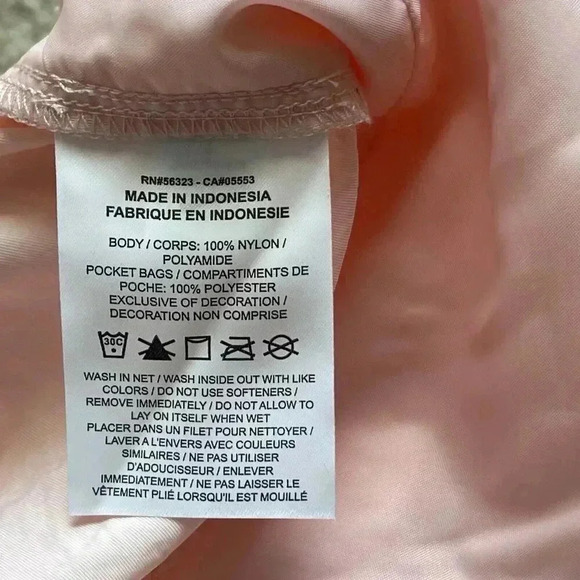 RN#56323 - CA#05553
MADE IN INDONESIA
FABRIQUE EN INDONESIE
BODY / CORPS: 100% NYLON /
POLYAMIDE
POCKET BAGS / COMPARTIMENTS DE
POCHE: 100% POLYESTER
EXCLUSIVE OF DECORATION /
DECORATION NON COMPRISE
30C
WASH IN NET / WASH INSIDE OUT WITH LIKE
COLORS / DO NOT USE SOFTENERS /
REMOVE IMMEDIATELY / DO NOT ALLOW TO
LAY ON ITSELF WHEN WET
PLACER DANS UN FILET POUR NETTOYER /
LAVER A L'ENVERS AVEC COULEURS
SIMILAIRES / NE PAS UTILISER
D'ADOUCISEUR / ENLEVER
IMMEDIATEMENT / NE PAS LAISSER LE
VÊTEMENT PLIÉ LORSQU'IL EST MOUILLÉ